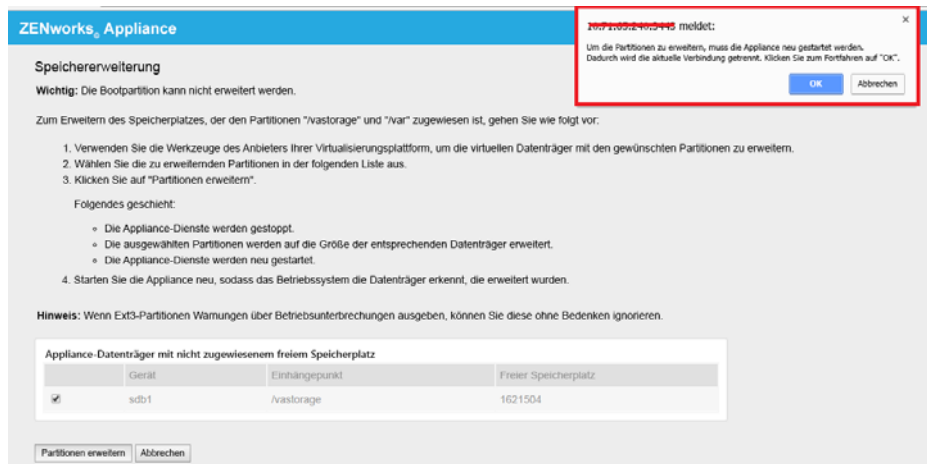 ZENworks® Appliance
meldet:
Um die Partitionen zu erweitern, muss die Appliance neu gestartet werden.
Dadurch wird die aktuelle Verbindung getrennt. Klicken Sie zum Fortfahren auf "OK".
OK
Abbrechen
Speichererweiterung
Wichtig: Die Bootpartition kann nicht erweitert werden.
Zum Erweitern des Speicherplatzes, der den Partitionen "/vastorage" und "/var" zugewiesen ist, gehen Sie wie folgt vor:
1. Verwenden Sie die Werkzeuge des Anbieters Ihrer Virtualisierungsplattform, um die virtuellen Datenträger mit den gewünschten Partitionen zu erweitern.
2. Wählen Sie die zu erweiternden Partitionen in der folgenden Liste aus.
3. Klicken Sie auf "Partitionen erweitern".
Folgendes geschieht:
Die Appliance-Dienste werden gestoppt.
Die ausgewählten Partitionen werden auf die Größe der entsprechenden Datenträger erweitert.
Die Appliance-Dienste werden neu gestartet.
4. Starten Sie die Appliance neu, sodass das Betriebssystem die Datenträger erkennt, die erweitert wurden.
Hinweis: Wenn Ext3-Partitionen Warnungen über Betriebsunterbrechungen ausgeben, können Sie diese ohne Bedenken ignorieren.
Appliance-Datenträger mit nicht zugewiesenem freiem Speicherplatz
Gerät Einhängepunkt Freier Speicherplatz
sdb1 /vastorage 1621504
Partitionen erweitern Abbrechen